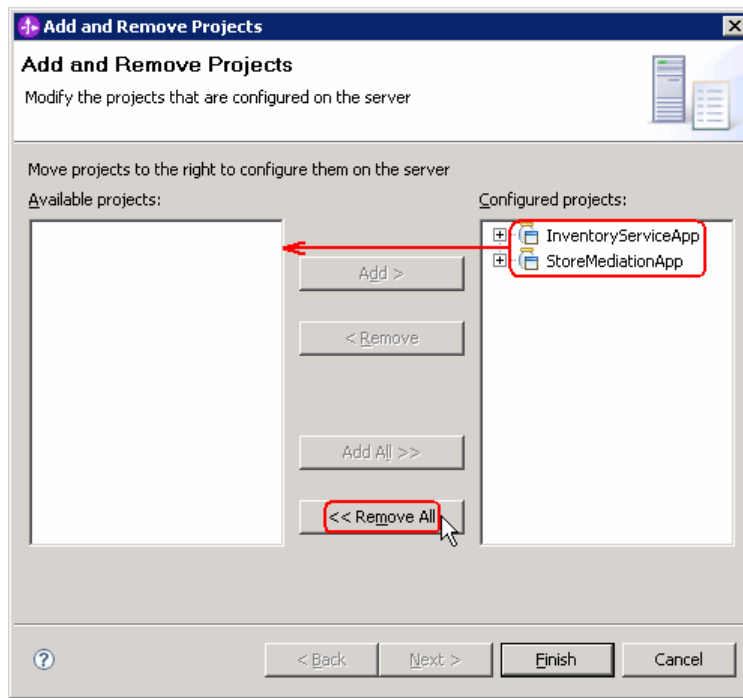 Add and Remove Projects
Add and Remove Projects
Modify the projects that are configured on the server
Move projects to the right to configure them on the server
Available projects:
Configured projects:
InventoryServiceApp
StoreMediationApp
Add >
< Remove
Add All >>
<< Remove All
< Back
Next >
Finish
Cancel